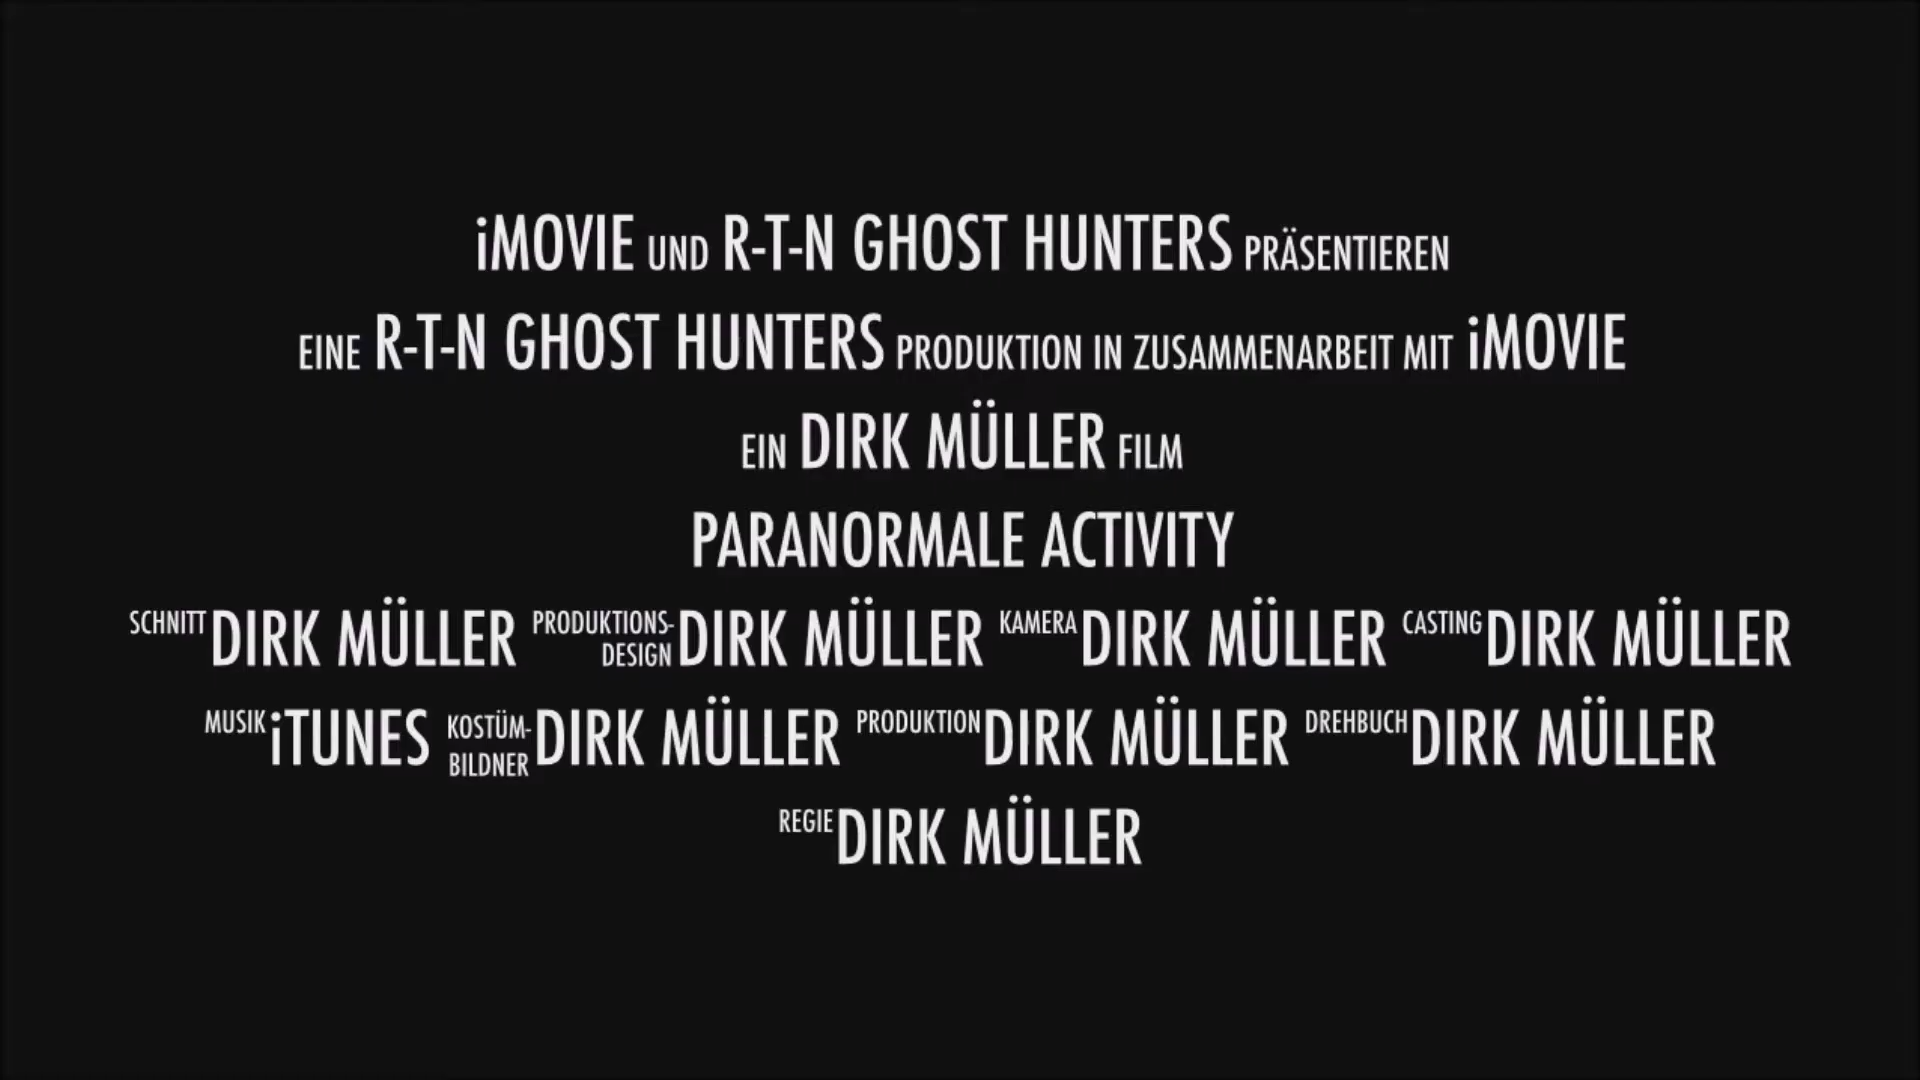 iMOVIE UND R-T-N GHOST HUNTERS PRÄSENTIEREN
EINE R-T-N GHOST HUNTERS PRODUKTION IN ZUSAMMENARBEIT MIT iMOVIE
EIN DIRK MÜLLER FILM
PARANORMALE ACTIVITY
SCHNITT DIRK MÜLLER PRODUKTIONS-DESIGN DIRK MÜLLER KAMERA DIRK MÜLLER CASTING DIRK MÜLLER
MUSIK iTUNES KOSTÜM-BILDNER DIRK MÜLLER PRODUKTION DIRK MÜLLER DREHBUCH DIRK MÜLLER
REGIE DIRK MÜLLER